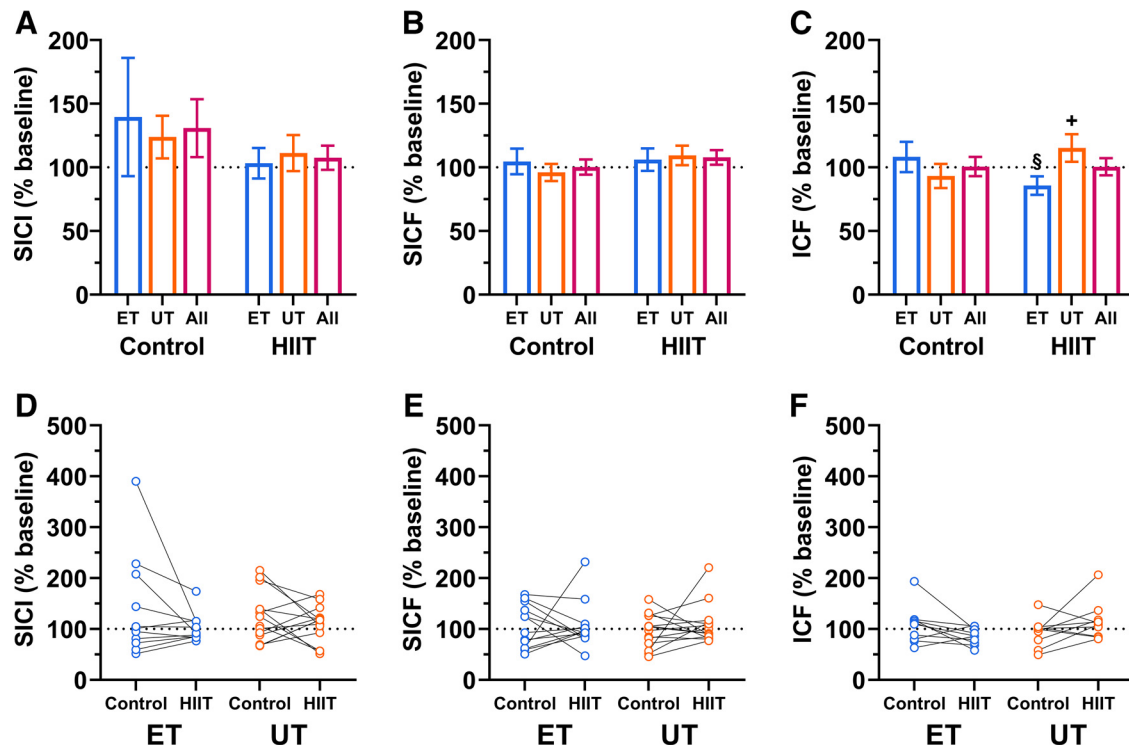 A
SICI (% baseline)
200
150
100
50
0
ET UT All ET UT All
Control HIIT
B
SICF (% baseline)
200
150
100
50
0
ET UT All ET UT All
Control HIIT
C
ICF (% baseline)
200
150
100
50
0
§
+
ET UT All ET UT All
Control HIIT
D
SICI (% baseline)
500
400
300
200
100
0
Control HIIT Control HIIT
ET UT
E
SICF (% baseline)
500
400
300
200
100
0
Control HIIT Control HIIT
ET UT
F
ICF (% baseline)
500
400
300
200
100
0
Control HIIT Control HIIT
ET UT